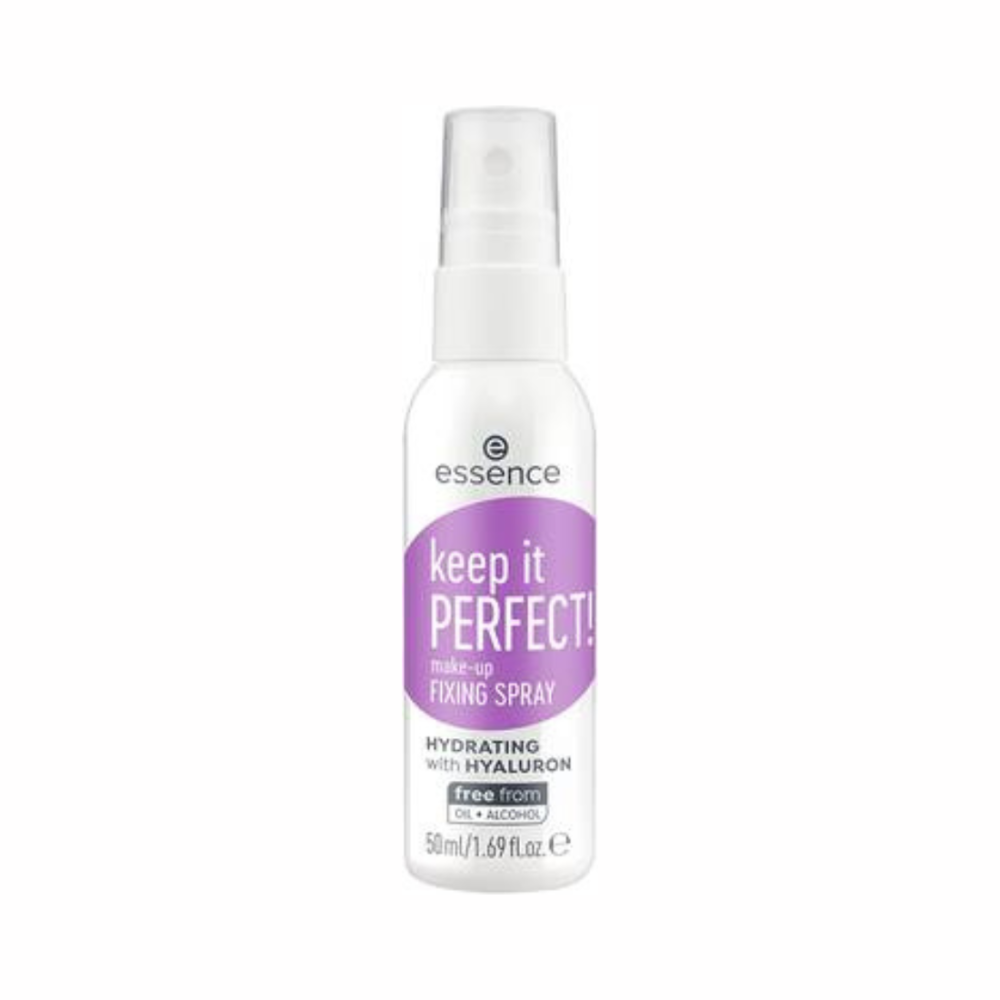 e
essence
keep it
PERFECT!
make-up
FIXING SPRAY
HYDRATING
with HYALURON
free from
OIL • ALCOHOL
50ml/1.69 fl.oz. ℮